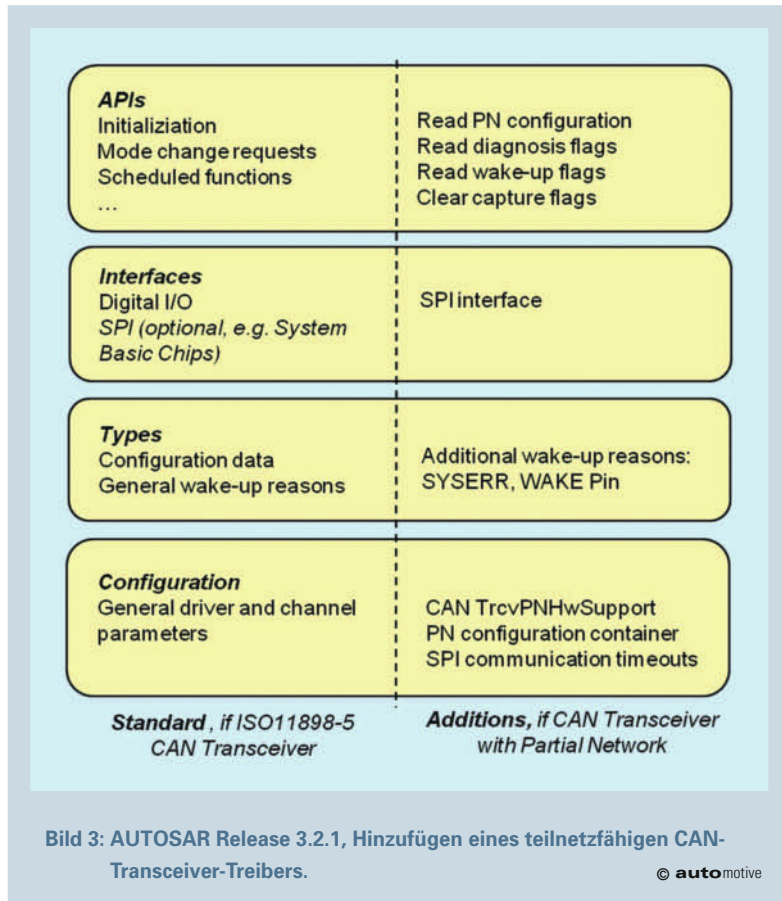 APIs
Initializiation
Mode change requests
Scheduled functions
...
Read PN configuration
Read diagnosis flags
Read wake-up flags
Clear capture flags
Interfaces
Digital I/O
SPI (optional, e.g. System
Basic Chips)
SPI interface
Types
Configuration data
General wake-up reasons
Additional wake-up reasons:
SYSERR, WAKE Pin
Configuration
General driver and channel
parameters
CAN TrcvPNHwSupport
PN configuration container
SPI communication timeouts
Standard , if ISO11898-5
CAN Transceiver
Additions, if CAN Transceiver
with Partial Network
Bild 3: AUTOSAR Release 3.2.1, Hinzufügen eines teilnetzfähigen CAN-
Transceiver-Treibers.
© automotive